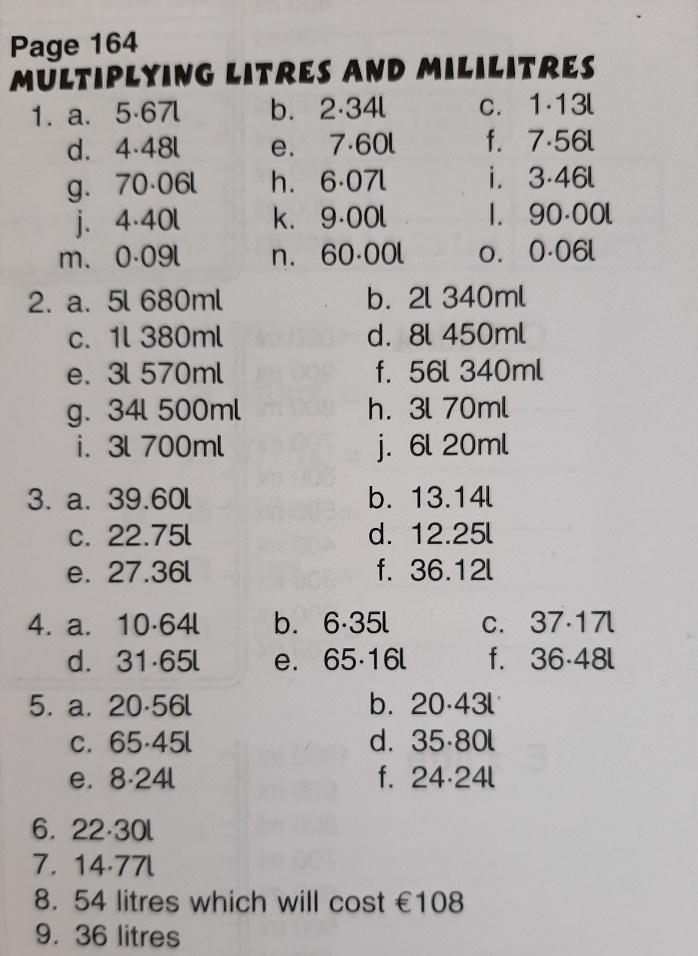 Page 164
MULTIPLYING LITRES AND MILILITRES
1. a. 5·67l b. 2·34l c. 1·13l
d. 4·48l e. 7·60l f. 7·56l
g. 70·06l h. 6·07l i. 3·46l
j. 4·40l k. 9·00l l. 90·00l
m. 0·09l n. 60·00l o. 0·06l
2. a. 5l 680ml b. 2l 340ml
c. 1l 380ml d. 8l 450ml
e. 3l 570ml f. 56l 340ml
g. 34l 500ml h. 3l 70ml
i. 3l 700ml j. 6l 20ml
3. a. 39.60l b. 13.14l
c. 22.75l d. 12.25l
e. 27.36l f. 36.12l
4. a. 10·64l b. 6·35l c. 37·17l
d. 31·65l e. 65·16l f. 36·48l
5. a. 20·56l b. 20·43l
c. 65·45l d. 35·80l
e. 8·24l f. 24·24l
6. 22·30l
7. 14·77l
8. 54 litres which will cost €108
9. 36 litres